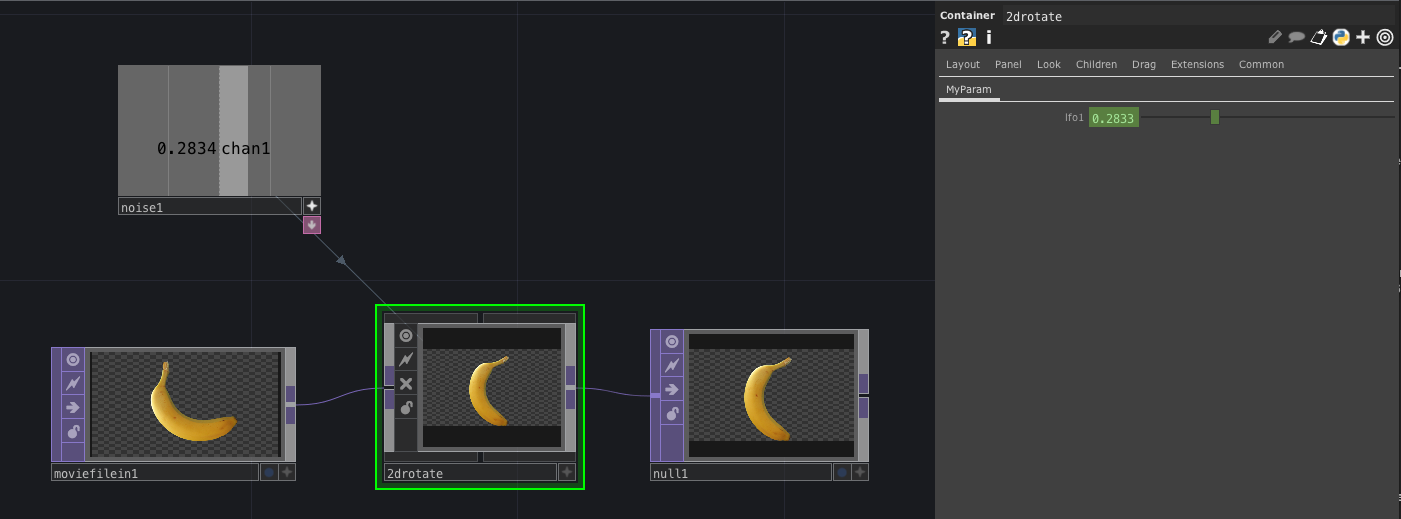 Container 2drotate
? ? i
Layout Panel Look Children Drag Extensions Common
MyParam
lfo1 0.2833
0.2834 chan1
noise1
moviefilein1
2drotate
null1